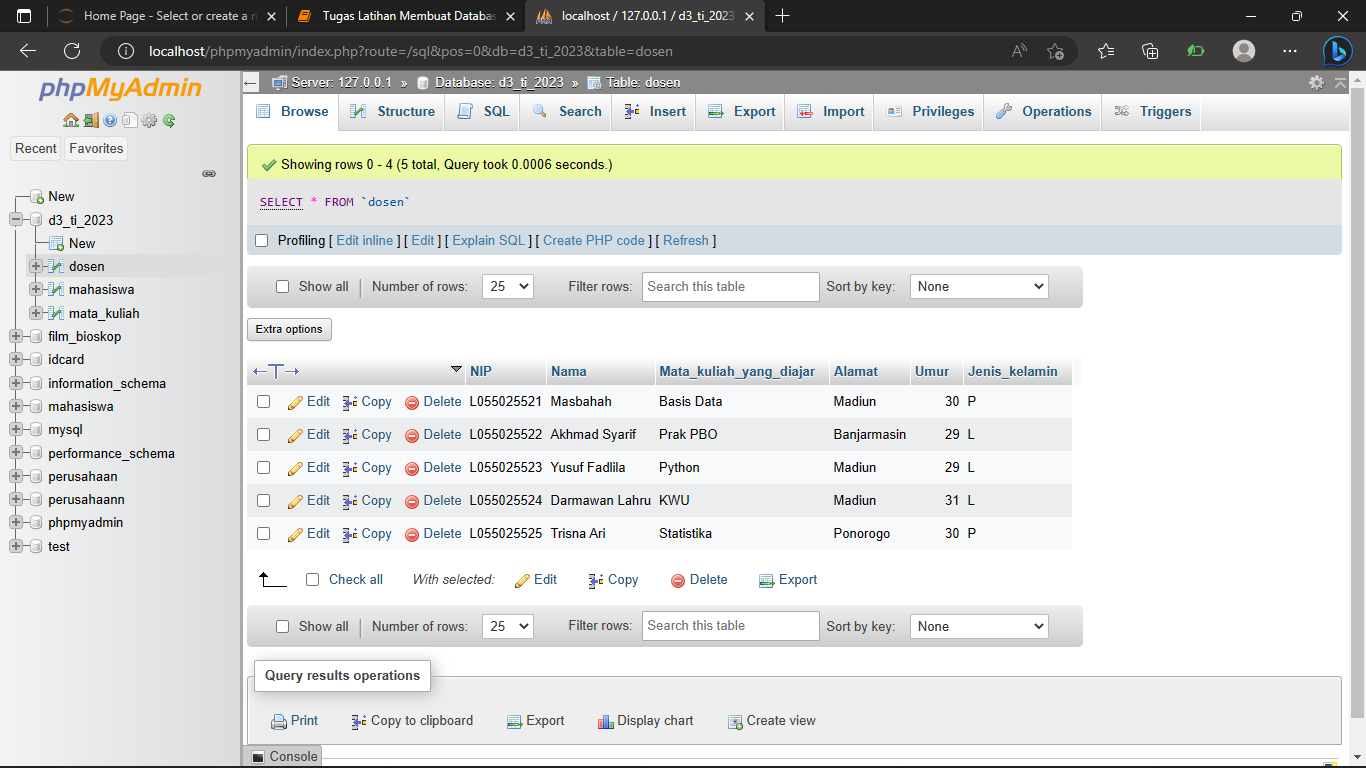 Home Page - Select or create a n
Tugas Latihan Membuat Databas
localhost / 127.0.0.1 / d3_ti_2023
localhost/phpmyadmin/index.php?route=/sql&pos=0&db=d3_ti_2023&table=dosen
phpMyAdmin
Recent Favorites
New
d3_ti_2023
New
dosen
mahasiswa
mata_kuliah
film_bioskop
idcard
information_schema
mahasiswa
mysql
performance_schema
perusahaan
perusahaann
phpmyadmin
test
Server: 127.0.0.1 » Database: d3_ti_2023 » Table: dosen
Browse Structure SQL Search Insert Export Import Privileges Operations Triggers
Showing rows 0 - 4 (5 total, Query took 0.0006 seconds.)
SELECT * FROM `dosen`
Profiling [ Edit inline ] [ Edit ] [ Explain SQL ] [ Create PHP code ] [ Refresh ]
Show all | Number of rows: 25 Filter rows: Search this table Sort by key: None
Extra options
←T→ NIP Nama Mata_kuliah_yang_diajar Alamat Umur Jenis_kelamin
Edit Copy Delete L055025521 Masbahah Basis Data Madiun 30 P
Edit Copy Delete L055025522 Akhmad Syarif Prak PBO Banjarmasin 29 L
Edit Copy Delete L055025523 Yusuf Fadlila Python Madiun 29 L
Edit Copy Delete L055025524 Darmawan Lahru KWU Madiun 31 L
Edit Copy Delete L055025525 Trisna Ari Statistika Ponorogo 30 P
Check all With selected: Edit Copy Delete Export
Show all | Number of rows: 25 Filter rows: Search this table Sort by key: None
Query results operations
Print Copy to clipboard Export Display chart Create view
Console